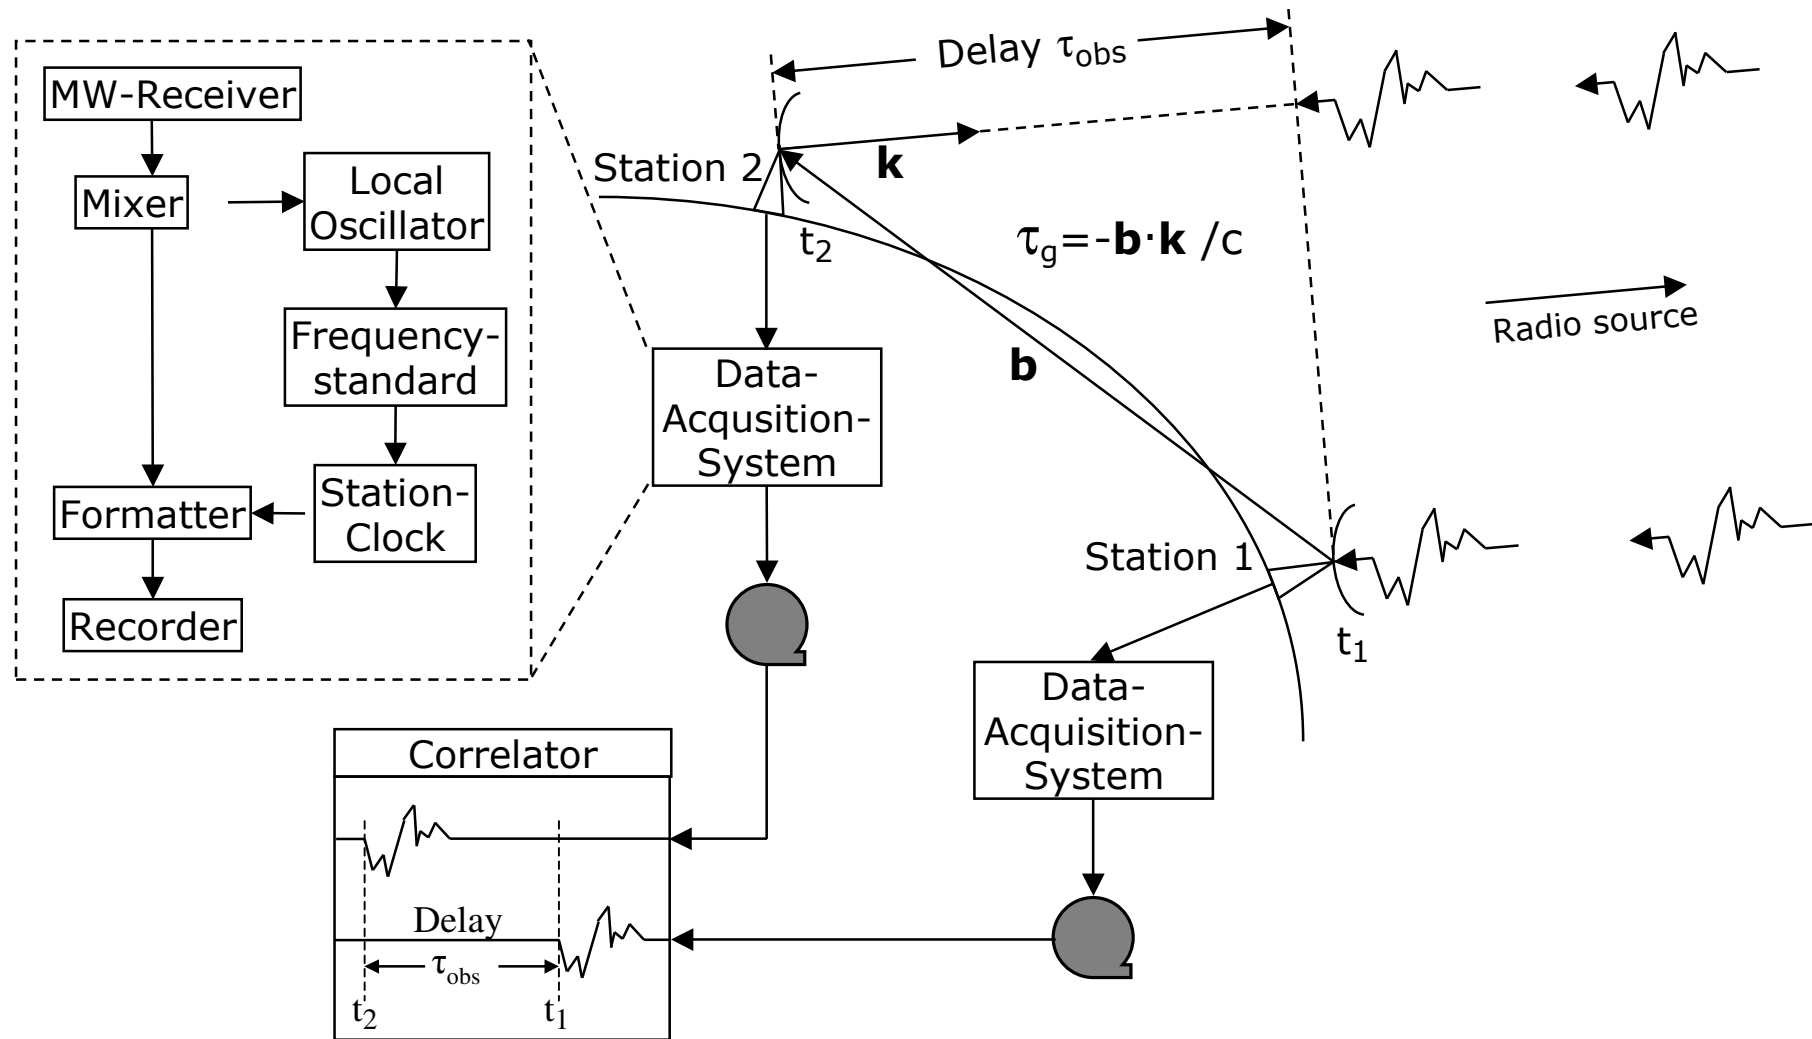 MW-Receiver
Mixer
Local
Oscillator
Frequency-
standard
Station-
Clock
Formatter
Recorder
Delay τobs
Station 2
k
t2
τg=-b·k /c
Radio source
b
Data-
Acqusition-
System
Station 1
t1
Data-
Acquisition-
System
Correlator
Delay
τobs
t2
t1